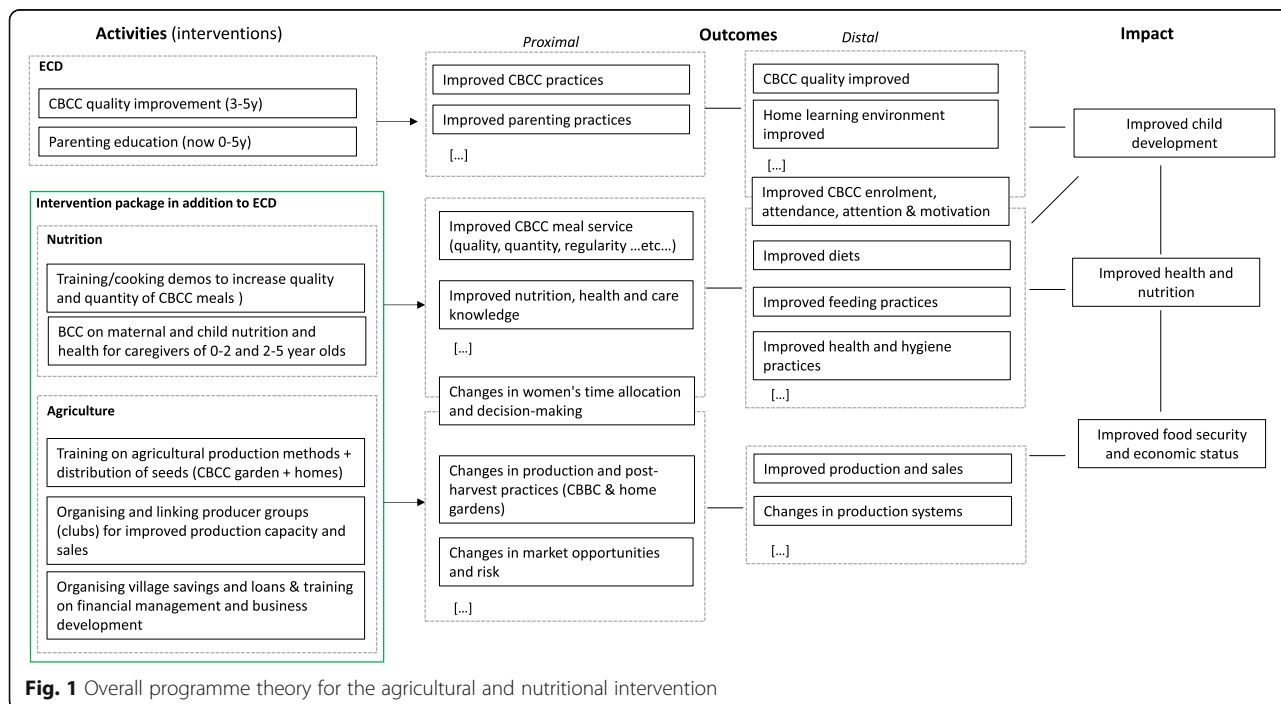 Activities (interventions)
ECD
CBCC quality improvement (3-5y)
Parenting education (now 0-5y)
Intervention package in addition to ECD
Nutrition
Training/cooking demos to increase quality
and quantity of CBCC meals )
BCC on maternal and child nutrition and
health for caregivers of 0-2 and 2-5 year olds
Agriculture
Training on agricultural production methods +
distribution of seeds (CBCC garden + homes)
Organising and linking producer groups
(clubs) for improved production capacity and
sales
Organising village savings and loans & training
on financial management and business
development
Outcomes
Proximal
Improved CBCC practices
Improved parenting practices
[...]
Improved CBCC meal service
(quality, quantity, regularity ...etc...)
Improved nutrition, health and care
knowledge
[...]
Changes in women's time allocation
and decision-making
Changes in production and post-
harvest practices (CBBC & home
gardens)
Changes in market opportunities
and risk
[...]
Distal
CBCC quality improved
Home learning environment
improved
[...]
Improved CBCC enrolment,
attendance, attention & motivation
Improved diets
Improved feeding practices
Improved health and hygiene
practices
[...]
Improved production and sales
Changes in production systems
[...]
Impact
Improved child
development
Improved health and
nutrition
Improved food security
and economic status
Fig. 1 Overall programme theory for the agricultural and nutritional intervention